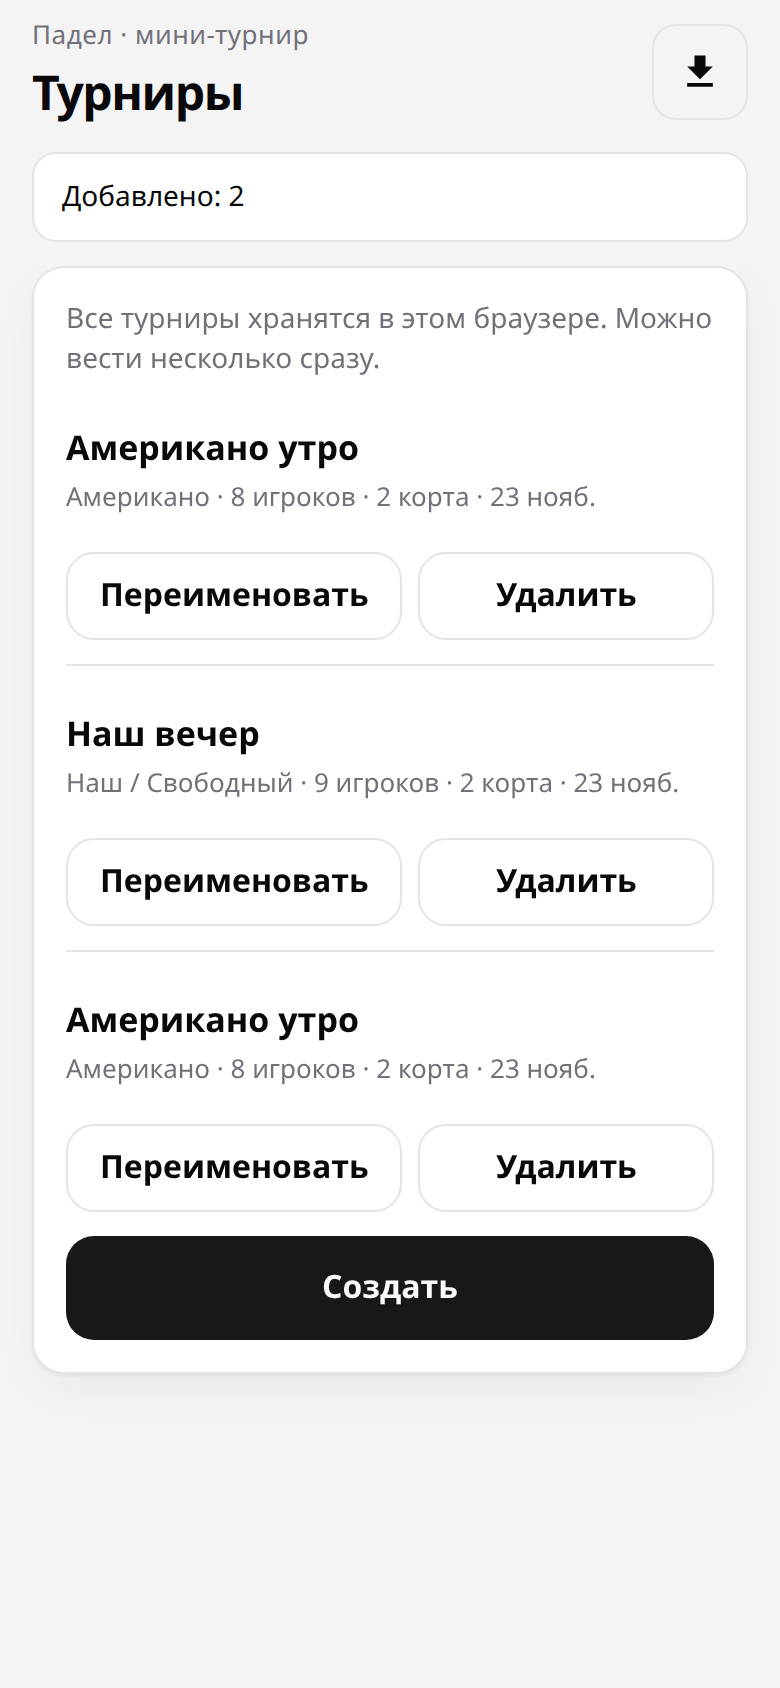 Падел · мини-турнир
Турниры
Добавлено: 2
Все турниры хранятся в этом браузере. Можно
вести несколько сразу.
Американо утро
Американо · 8 игроков · 2 корта · 23 нояб.
Переименовать
Удалить
Наш вечер
Наш / Свободный · 9 игроков · 2 корта · 23 нояб.
Переименовать
Удалить
Американо утро
Американо · 8 игроков · 2 корта · 23 нояб.
Переименовать
Удалить
Создать